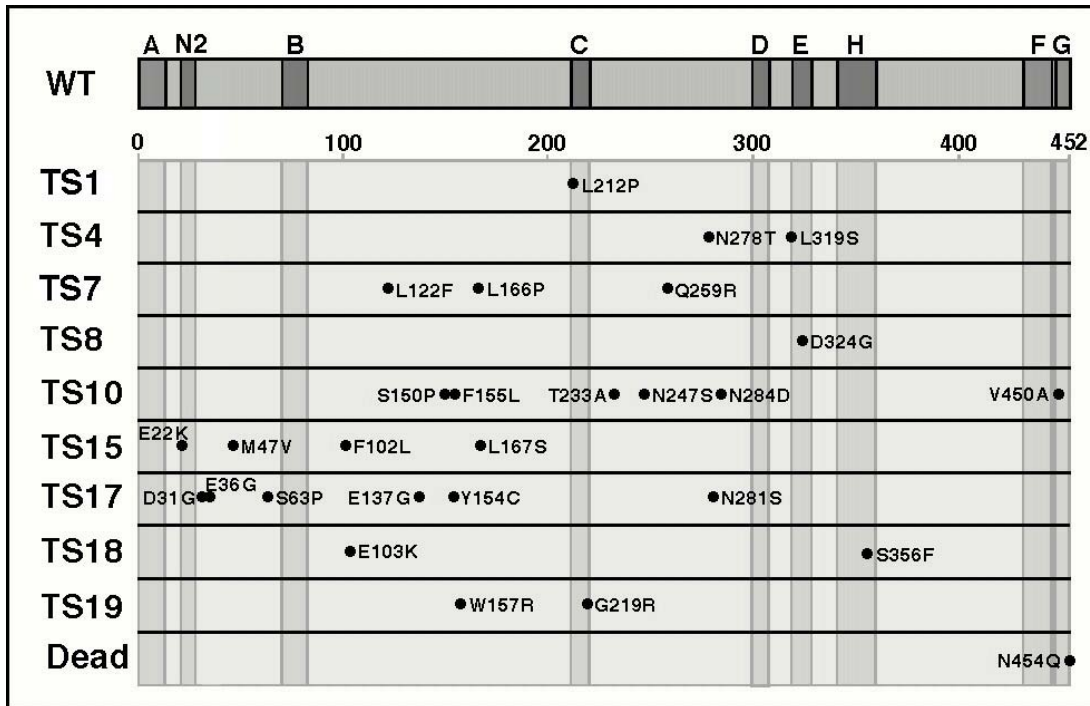 A N2 B C D E H F G
WT
0 100 200 300 400 452
TS1 L212P
TS4 N278T L319S
TS7 L122F L166P Q259R
TS8 D324G
TS10 S150P F155L T233A N247S N284D V450A
TS15 E22K M47V F102L L167S
TS17 D31G E36G S63P E137G Y154C N281S
TS18 E103K S356F
TS19 W157R G219R
Dead N454Q